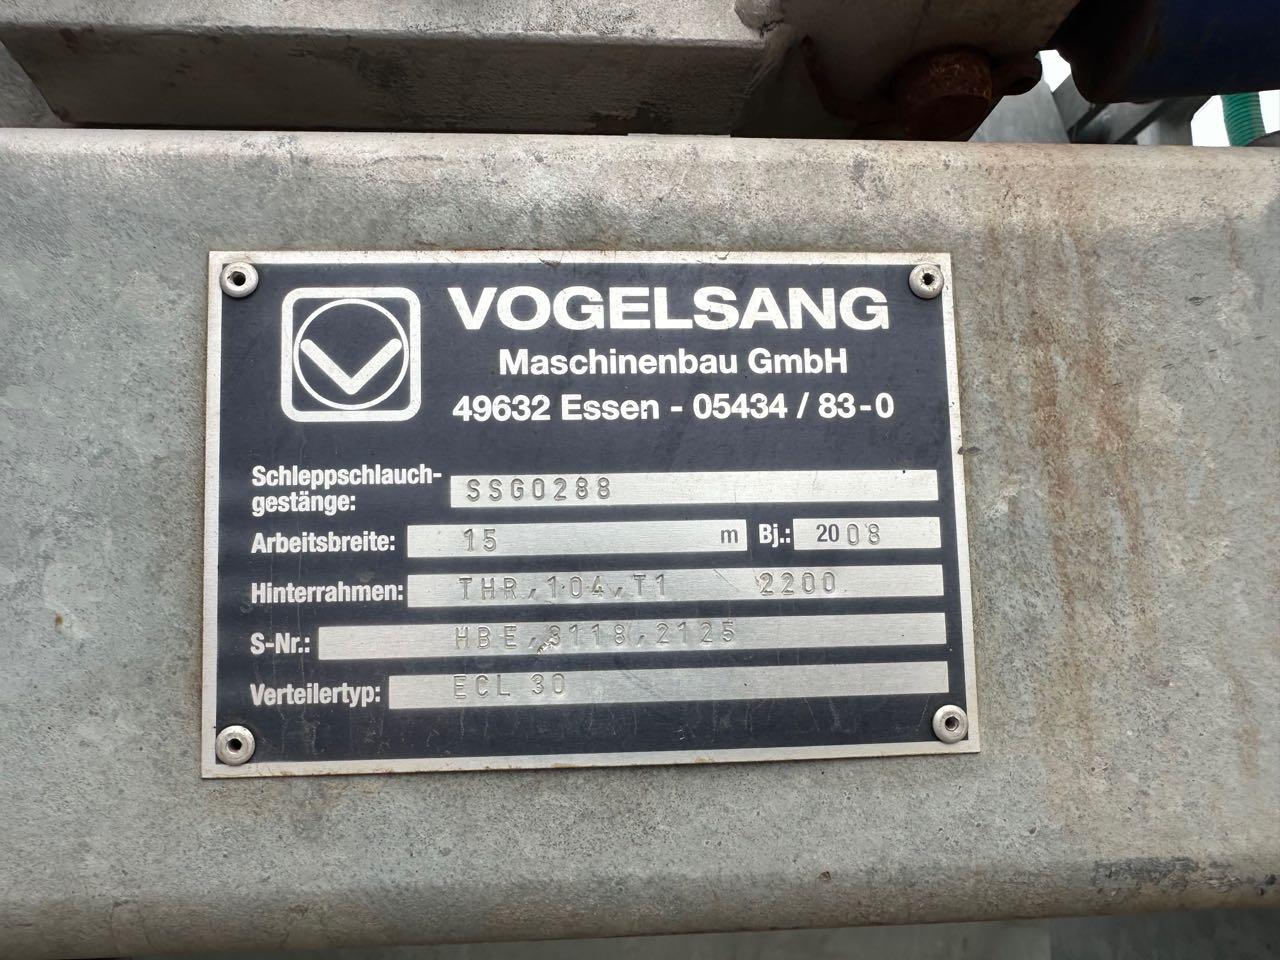 VOGELSANG
Maschinenbau GmbH
49632 Essen - 05434 / 83-0
Schleppschlauch-
gestänge: SSG0288
Arbeitsbreite: 15 m Bj.: 2008
Hinterrahmen: THR,104,T1 2200
S-Nr.: HBE,3118,2125
Verteilertyp: ECL 30